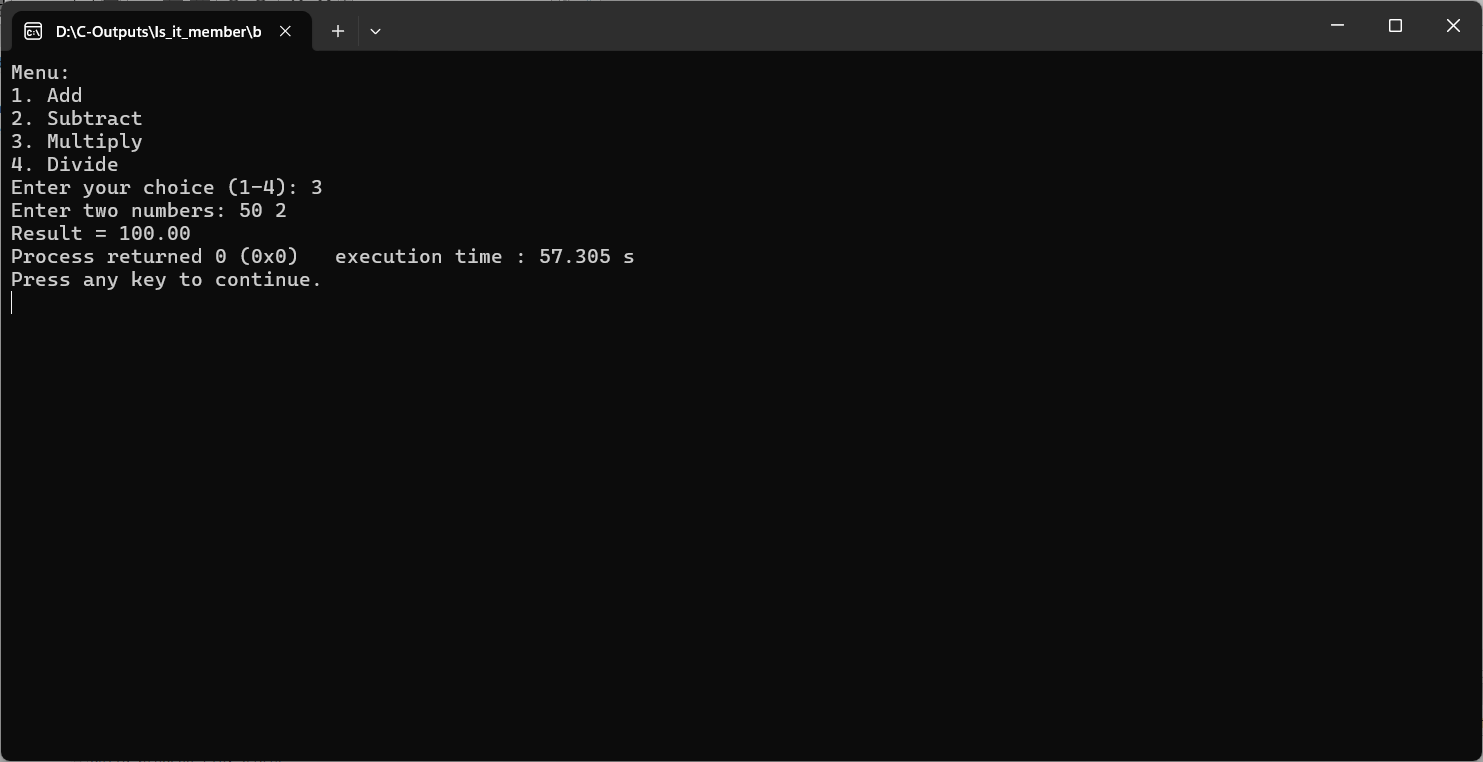 D:\C-Outputs\Is_it_member\b
Menu:
1. Add
2. Subtract
3. Multiply
4. Divide
Enter your choice (1-4): 3
Enter two numbers: 50 2
Result = 100.00
Process returned 0 (0x0)   execution time : 57.305 s
Press any key to continue.